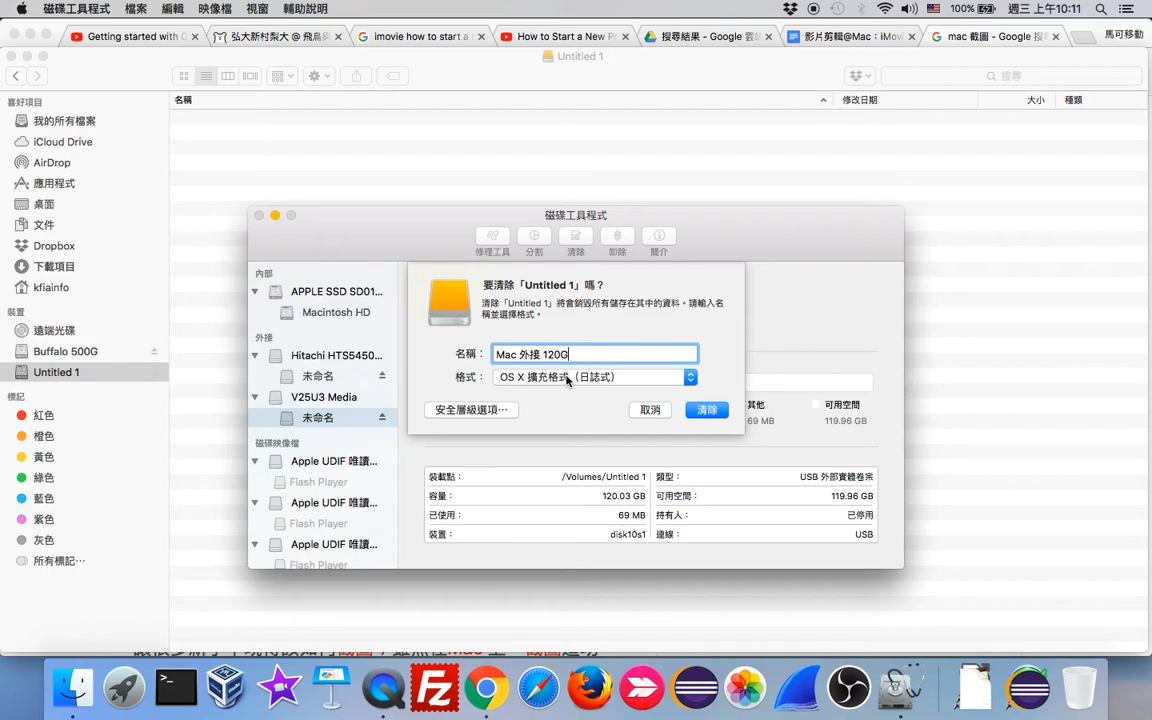 磁碟工具程式 檔案 編輯 映像檔 視窗 輔助說明 100% 週三上午10:11
Getting started with O
弘大新村梨大 @ 飛鳥與
imovie how to start a n
How to Start a New Pr
搜尋結果 - Google 雲
影片剪輯@Mac：iMovi
mac 截圖 - Google 搜
馬可移動
Untitled 1
搜尋
喜好項目
我的所有檔案
iCloud Drive
AirDrop
應用程式
桌面
文件
Dropbox
下載項目
kfiainfo
裝置
遠端光碟
Buffalo 500G
Untitled 1
標記
紅色
橙色
黃色
綠色
藍色
紫色
灰色
所有標記⋯
名稱 修改日期 大小 種類
磁碟工具程式
修理工具 分割 清除 卸除 簡介
內部
APPLE SSD SD01...
Macintosh HD
外接
Hitachi HTS5450...
未命名
V25U3 Media
未命名
磁碟映像檔
Apple UDIF 唯讀...
Flash Player
Apple UDIF 唯讀...
Flash Player
Apple UDIF 唯讀...
Flash Player
要清除「Untitled 1」嗎？
清除「Untitled 1」將會銷毀所有儲存在其中的資料。請輸入名
稱並選擇格式。
名稱： Mac 外接 120G
格式： OS X 擴充格式（日誌式）
安全層級選項⋯ 取消 清除
其他 可用空間
69 MB 119.96 GB
裝載點： /Volumes/Untitled 1 類型： USB 外部實體卷宗
容量： 120.03 GB 可用空間： 119.96 GB
已使用： 69 MB 持有人： 已停用
裝置： disk10s1 連線： USB